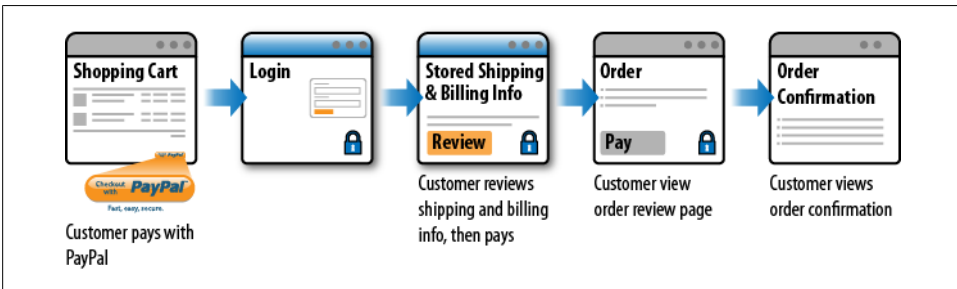 Shopping Cart
PayPal
Checkout
with
PayPal
Fast, easy, secure.
Customer pays with
PayPal
Login
Stored Shipping
& Billing Info
Review
Customer reviews
shipping and billing
info, then pays
Order
Pay
Customer view
order review page
Order
Confirmation
Customer views
order confirmation